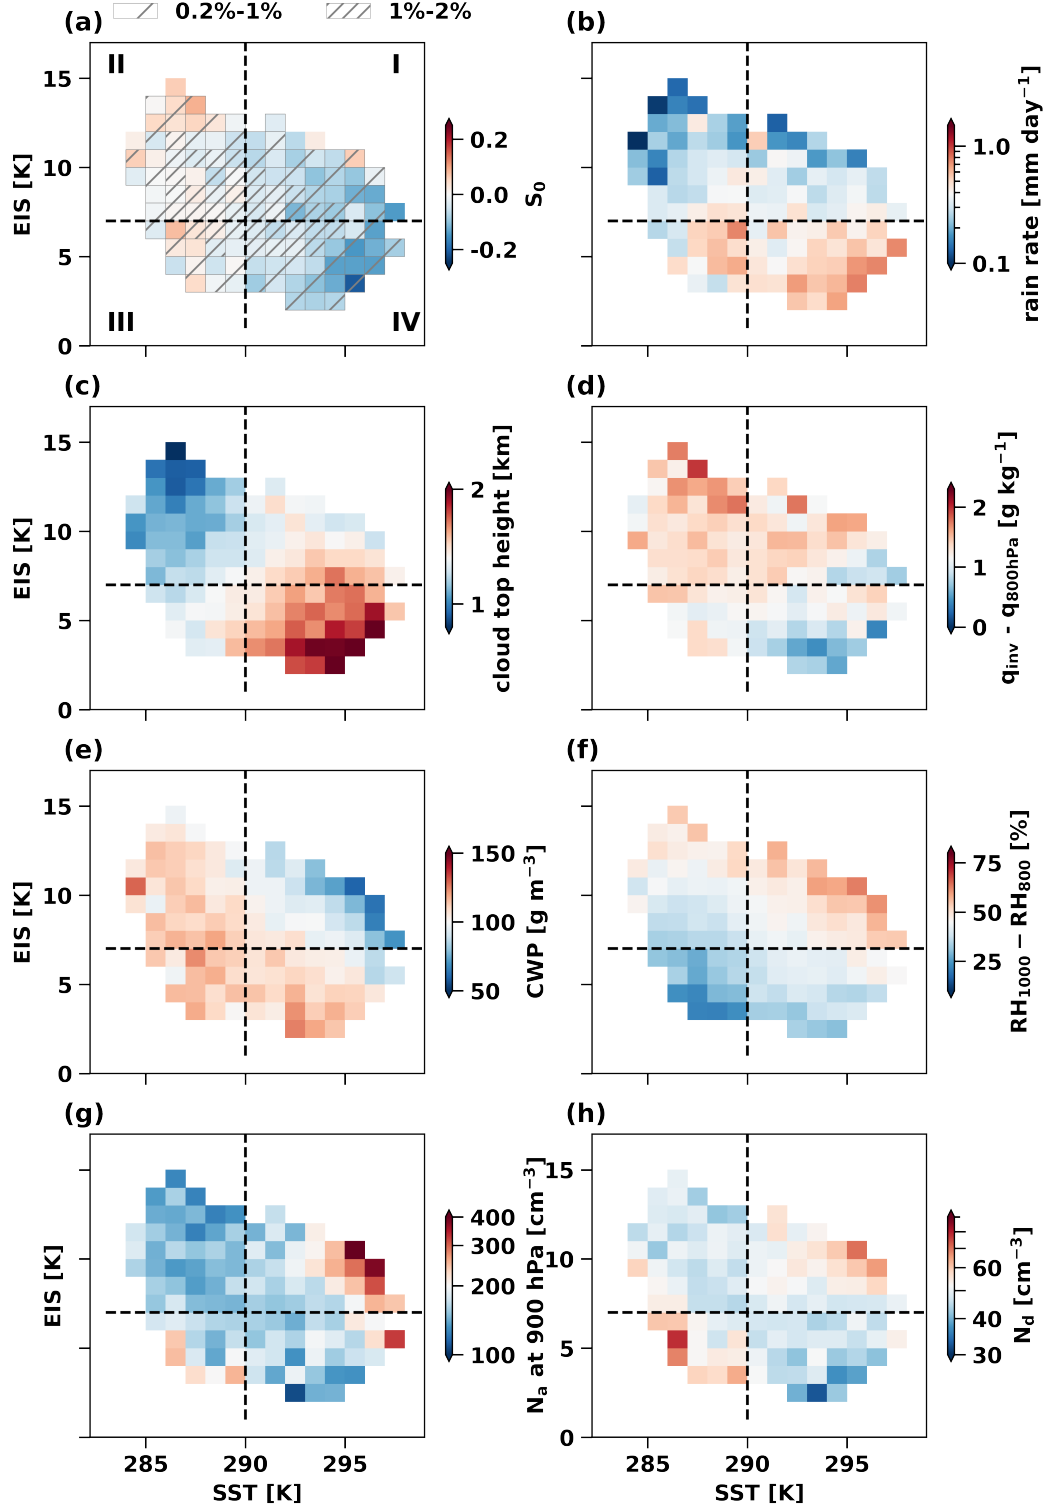 (a)
0.2%-1%
1%-2%
II
I
III
IV
15
10
5
0
EIS [K]
0.2
0.0
-0.2
S0
(b)
1.0
0.1
rain rate [mm day−1]
(c)
15
10
5
0
EIS [K]
2
1
cloud top height [km]
(d)
2
1
0
qinv - q800hPa [g kg−1]
(e)
15
10
5
0
EIS [K]
150
100
50
CWP [g m−3]
(f)
75
50
25
RH1000 − RH800 [%]
(g)
EIS [K]
285
290
295
SST [K]
400
300
200
100
Na at 900 hPa [cm−3]
(h)
15
10
5
0
285
290
295
SST [K]
60
40
30
Nd [cm−3]